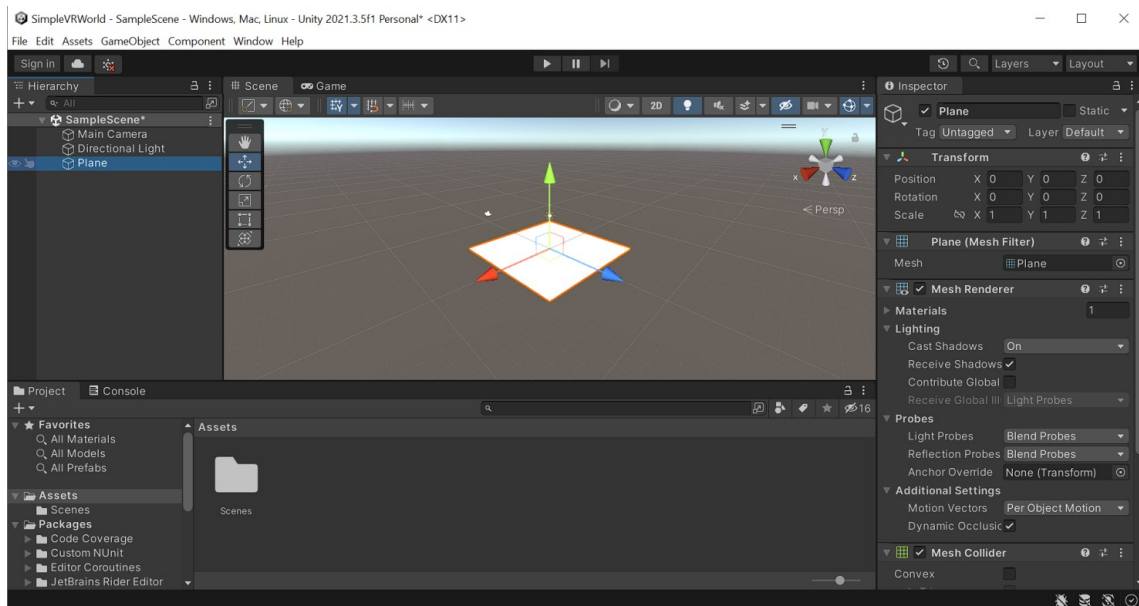 SimpleVRWorld - SampleScene - Windows, Mac, Linux - Unity 2021.3.5f1 Personal* <DX11>
File Edit Assets GameObject Component Window Help
Sign in
Layers
Layout
Hierarchy
All
SampleScene*
Main Camera
Directional Light
Plane
Scene
Game
2D
y
x
z
Persp
Inspector
Plane
Static
Tag Untagged
Layer Default
Transform
Position X 0 Y 0 Z 0
Rotation X 0 Y 0 Z 0
Scale X 1 Y 1 Z 1
Plane (Mesh Filter)
Mesh Plane
Mesh Renderer
Materials 1
Lighting
Cast Shadows On
Receive Shadows
Contribute Global
Receive Global Ill Light Probes
Probes
Light Probes Blend Probes
Reflection Probes Blend Probes
Anchor Override None (Transform)
Additional Settings
Motion Vectors Per Object Motion
Dynamic Occlusic
Mesh Collider
Convex
Project
Console
16
Favorites
All Materials
All Models
All Prefabs
Assets
Scenes
Packages
Code Coverage
Custom NUnit
Editor Coroutines
JetBrains Rider Editor
Assets
Scenes